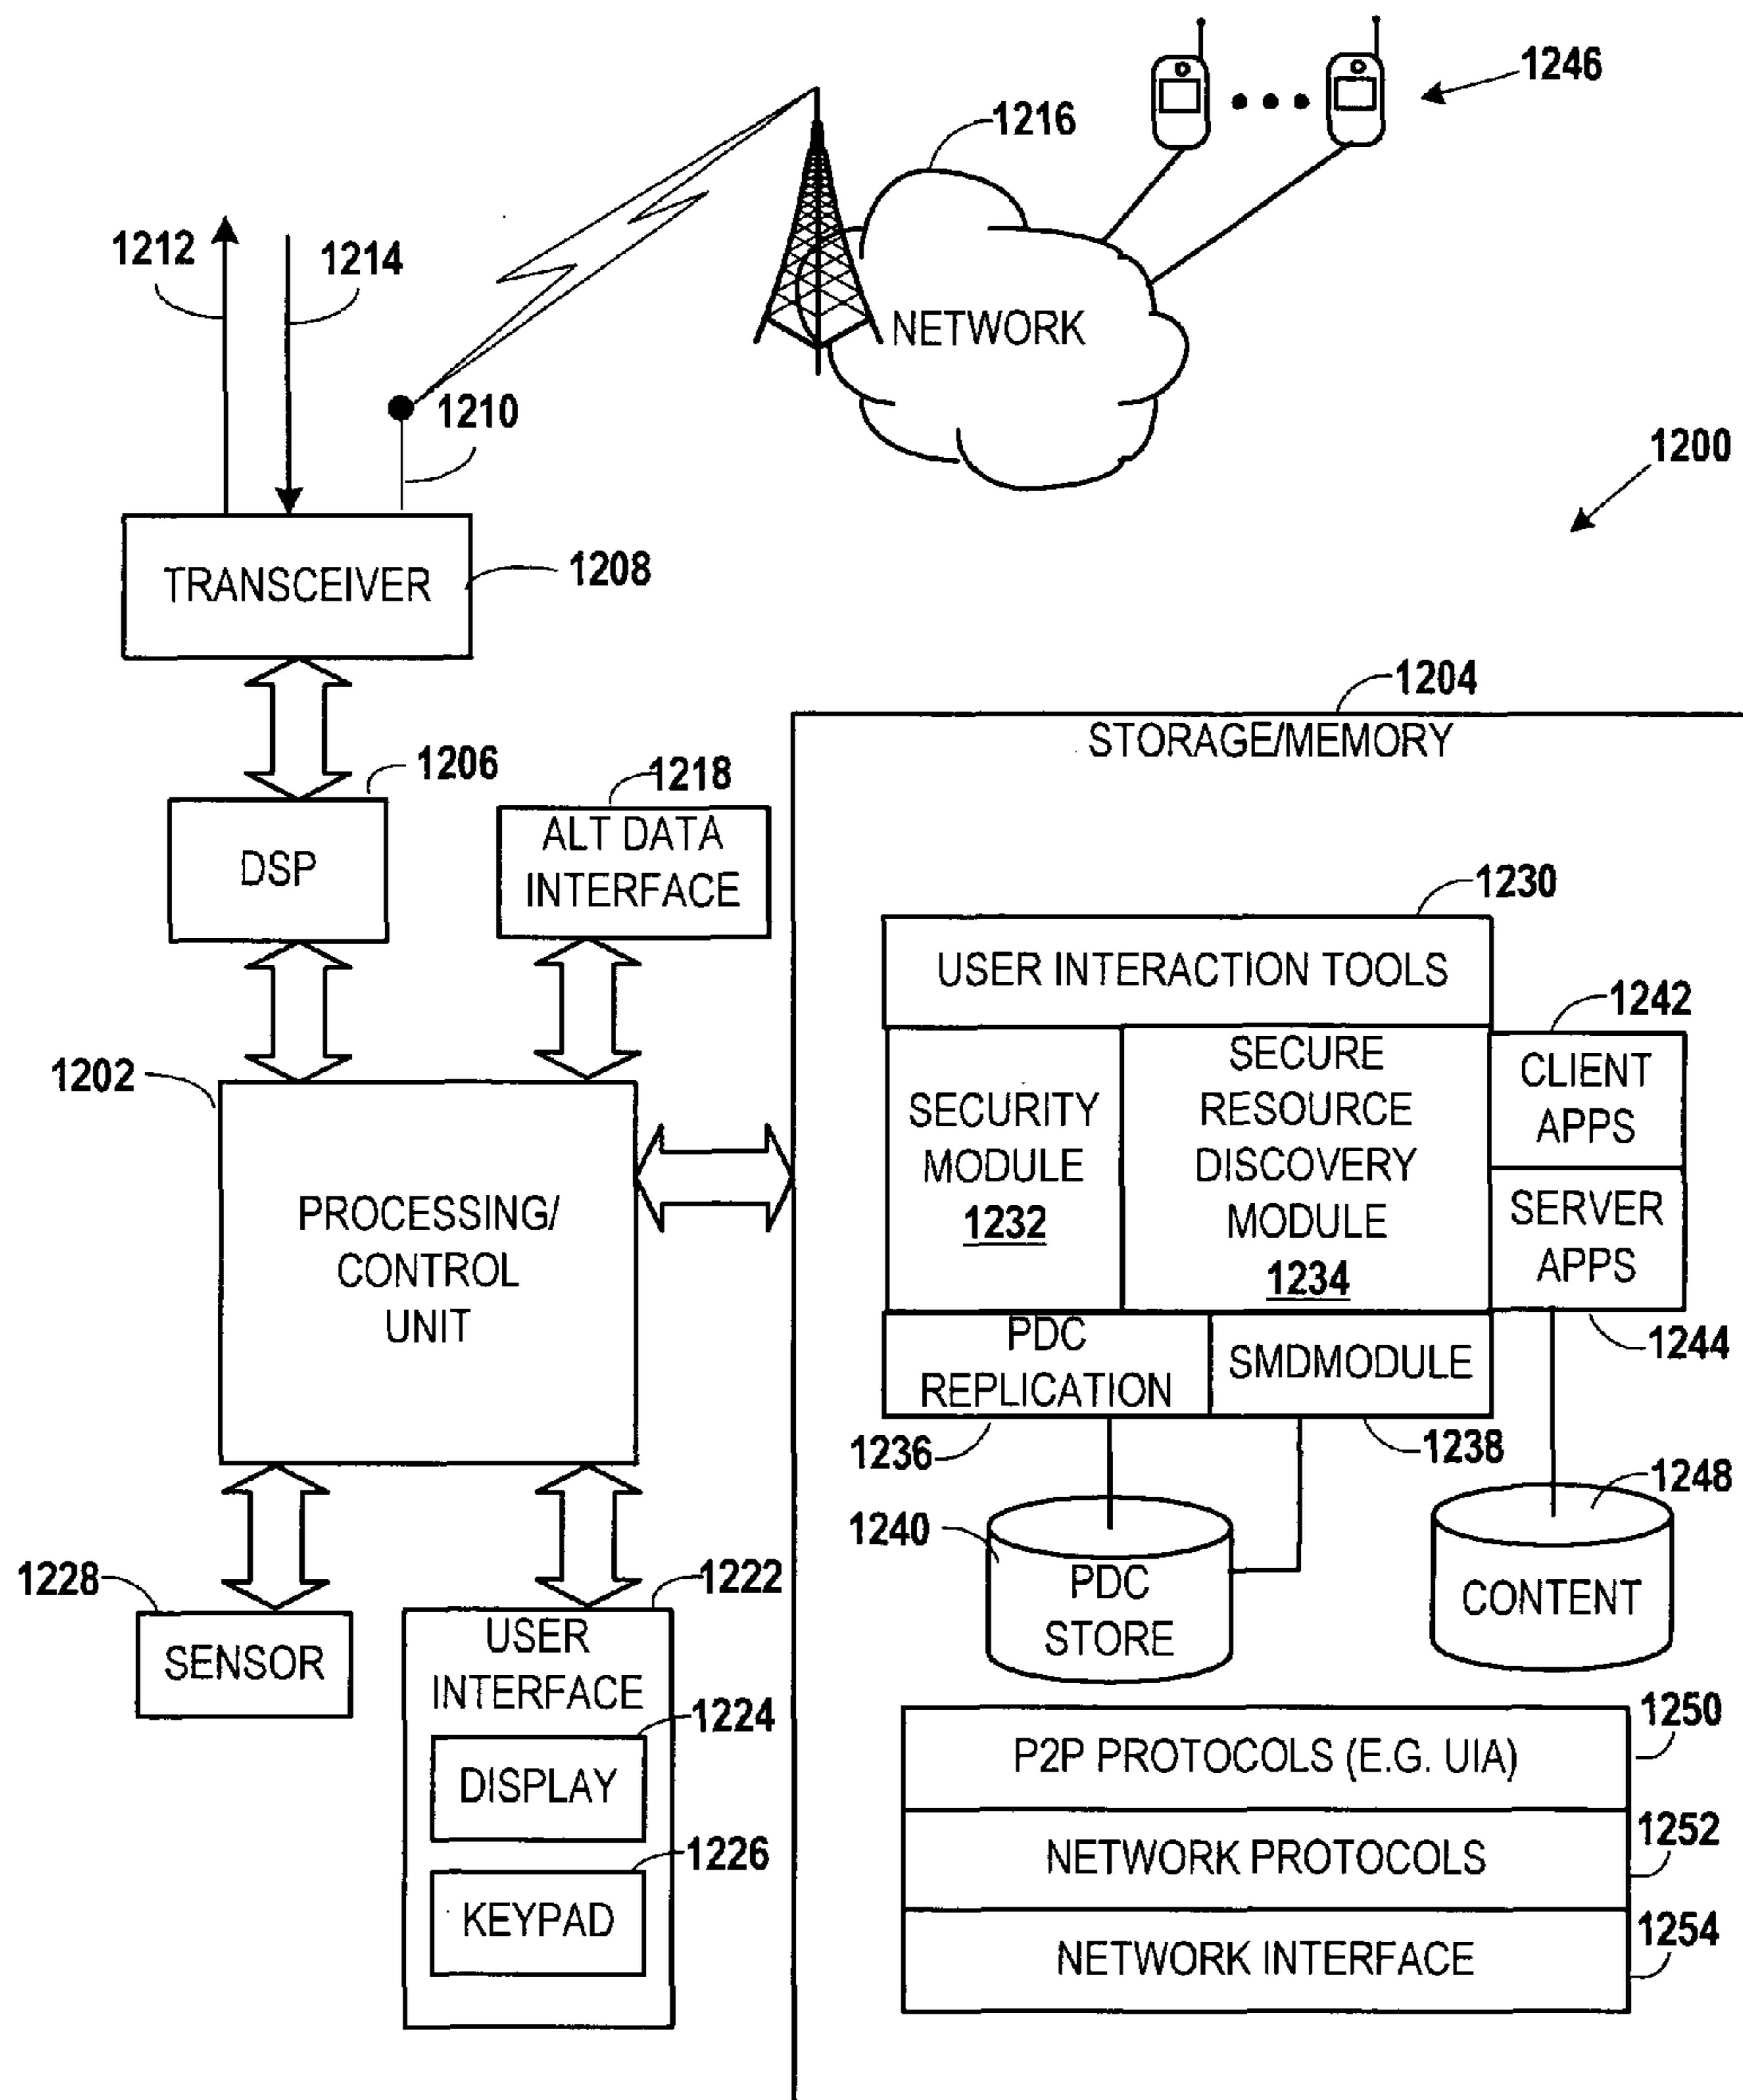 1246
1216
1212
1214
NETWORK
1210
1200
TRANSCEIVER
1208
1204
STORAGE/MEMORY
1206
1218
DSP
ALT DATA
INTERFACE
1230
USER INTERACTION TOOLS
1242
1202
SECURITY
MODULE
1232
SECURE
RESOURCE
DISCOVERY
MODULE
1234
CLIENT
APPS
SERVER
APPS
PROCESSING/
CONTROL
UNIT
1244
PDC
REPLICATION
SMDMODULE
1236
1238
1248
1240
PDC
STORE
CONTENT
1228
SENSOR
1222
USER
INTERFACE
1224
DISPLAY
1226
KEYPAD
1250
P2P PROTOCOLS (E.G. UIA)
1252
NETWORK PROTOCOLS
1254
NETWORK INTERFACE